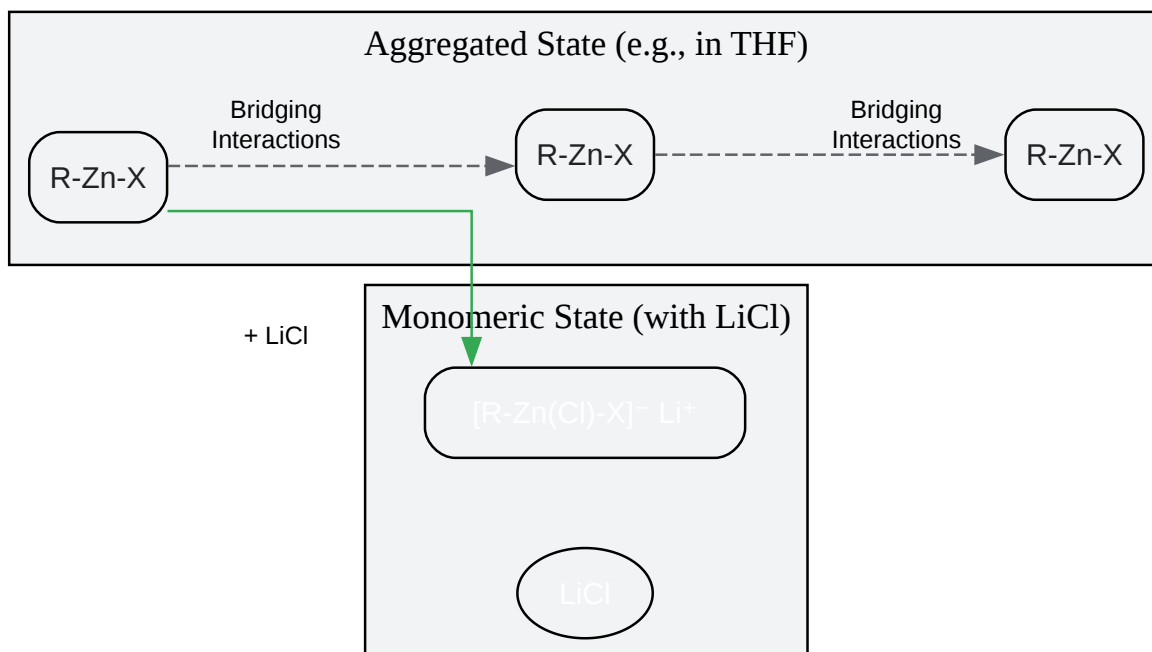 Aggregated State (e.g., in THF)
Bridging
Interactions
Bridging
Interactions
R-Zn-X
R-Zn-X
R-Zn-X
+ LiCl
Monomeric State (with LiCl)
[R-Zn(Cl)-X]⁻ Li⁺
LiCl